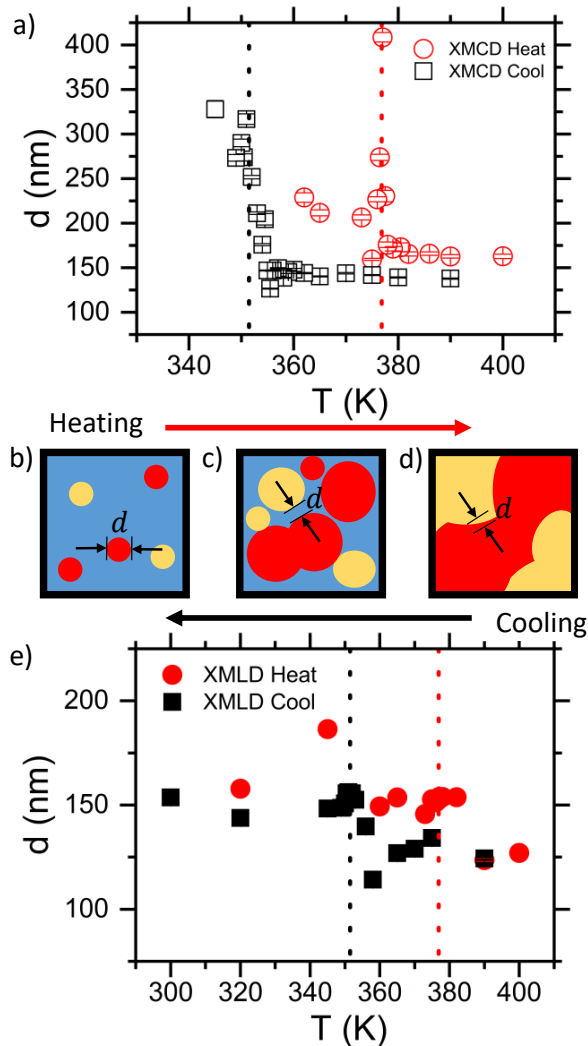 a)
XMCD Heat
XMCD Cool
d (nm)
400
350
300
250
200
150
100
340 360 380 400
T (K)
Heating
b) c) d)
d d d
Cooling
e)
XMLD Heat
XMLD Cool
d (nm)
200
150
100
300 320 340 360 380 400
T (K)